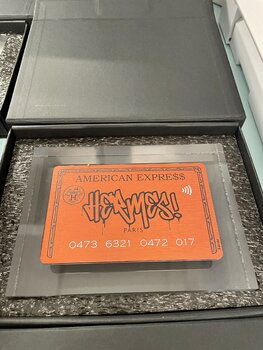 AMERICAN EXPRE$$
HERMES!
PARIS
0473 6321 0472 017